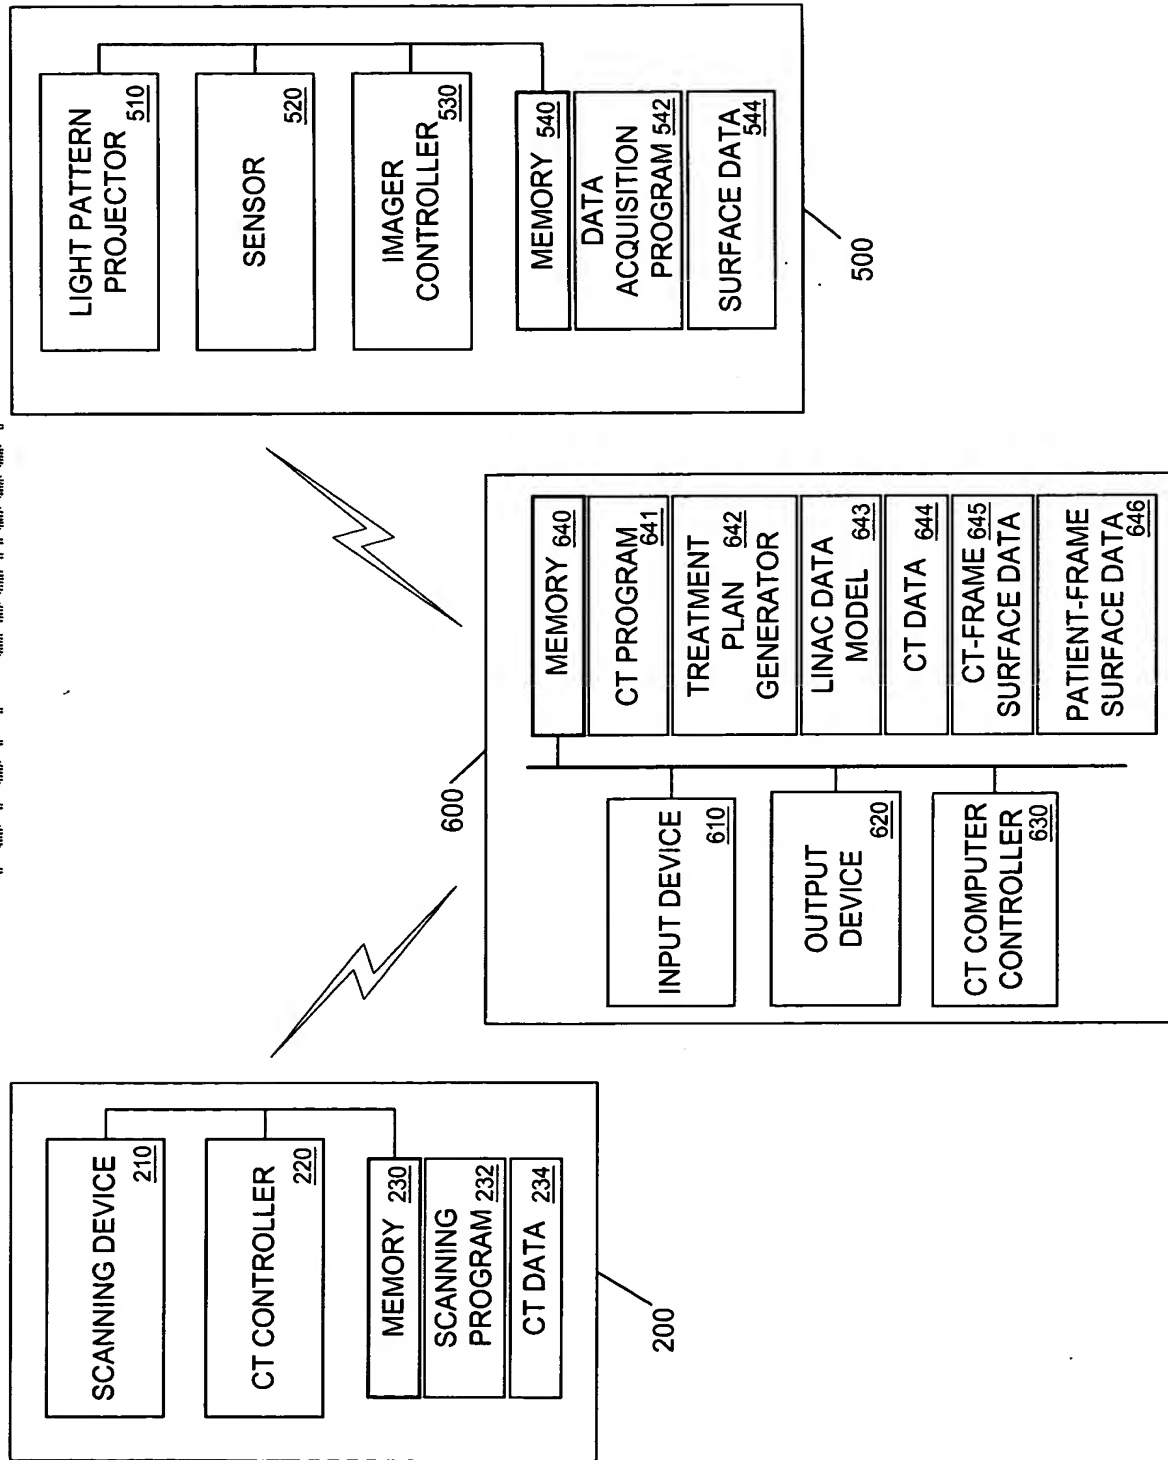 SCANNING DEVICE
210
CT CONTROLLER
220
MEMORY 230
SCANNING
PROGRAM 232
CT DATA 234
200
600
INPUT DEVICE
610
OUTPUT
DEVICE
620
CT COMPUTER
CONTROLLER
630
MEMORY 640
CT PROGRAM
641
TREATMENT
PLAN 642
GENERATOR
LINAC DATA
MODEL 643
CT DATA 644
CT-FRAME 645
SURFACE DATA
PATIENT-FRAME
SURFACE DATA
646
LIGHT PATTERN
PROJECTOR
510
SENSOR
520
IMAGER
CONTROLLER
530
MEMORY 540
DATA
ACQUISITION
PROGRAM 542
SURFACE DATA
544
500